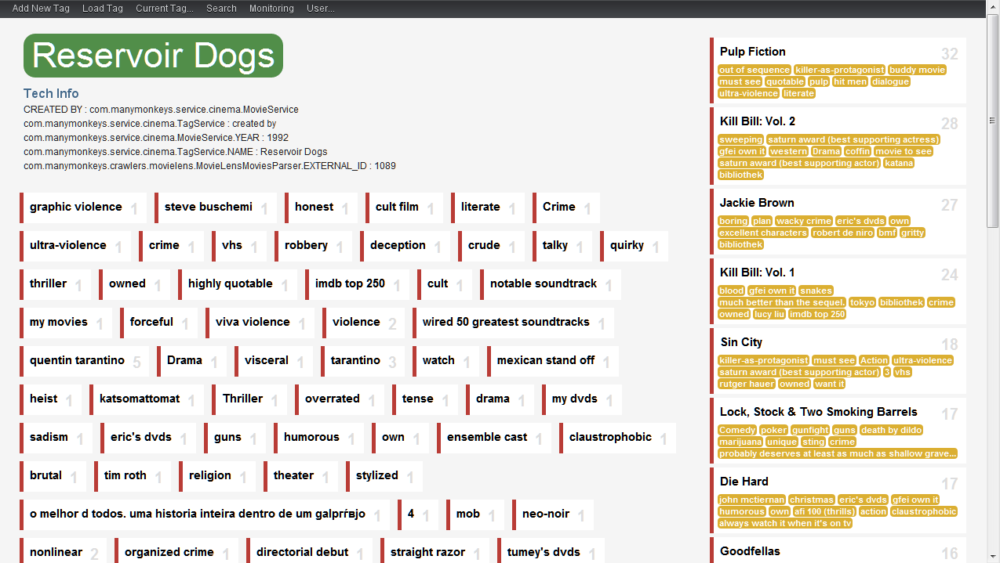 Add New Tag Load Tag Current Tag... Search Monitoring User...
Reservoir Dogs
Tech Info
CREATED BY : com.manymonkeys.service.cinema.MovieService
com.manymonkeys.service.cinema.TagService : created by
com.manymonkeys.service.cinema.MovieService.YEAR : 1992
com.manymonkeys.service.cinema.TagService.NAME : Reservoir Dogs
com.manymonkeys.crawlers.movielens.MovieLensMoviesParser.EXTERNAL_ID : 1089
graphic violence 1 steve buschemi 1 honest 1 cult film 1 literate 1 Crime 1
ultra-violence 1 crime 1 vhs 1 robbery 1 deception 1 crude 1 talky 1 quirky 1
thriller 1 owned 1 highly quotable 1 imdb top 250 1 cult 1 notable soundtrack 1
my movies 1 forceful 1 viva violence 1 violence 2 wired 50 greatest soundtracks 1
quentin tarantino 5 Drama 1 visceral 1 tarantino 3 watch 1 mexican stand off 1
heist 1 katsomattomat 1 Thriller 1 overrated 1 tense 1 drama 1 my dvds 1
sadism 1 eric's dvds 1 guns 1 humorous 1 own 1 ensemble cast 1 claustrophobic 1
brutal 1 tim roth 1 religion 1 theater 1 stylized 1
o melhor d todos. uma historia inteira dentro de um 1 4 1 mob 1 neo-noir 1
nonlinear 2 organized crime 1 directorial debut 1 straight razor 1 tumey's dvds 1
Pulp Fiction 32
out of sequence killer-as-protagonist buddy movie
must see quotable pulp hit men dialogue
ultra-violence literate
Kill Bill: Vol. 2 28
sweeping saturn award (best supporting actress)
gfei own it western Drama coffin movie to see
saturn award (best supporting actor) katana
bibliothek
Jackie Brown 27
boring plan wacky crime eric's dvds own
excellent characters robert de niro bmf gritty
bibliothek
Kill Bill: Vol. 1 24
blood gfei own it snakes
much better than the sequel. tokyo bibliothek crime
owned lucy liu imdb top 250
Sin City 18
killer-as-protagonist must see Action ultra-violence
saturn award (best supporting actor) 3 vhs
rutger hauer owned want it
Lock, Stock & Two Smoking Barrels 17
Comedy poker gunfight guns death by dildo
marijuana unique sting crime
probably deserves at least as much as shallow grave...
Die Hard 17
john mctiernan christmas eric's dvds gfei own it
humorous own afi 100 (thrills) action claustrophobic
always watch it when it's on tv
Goodfellas 16